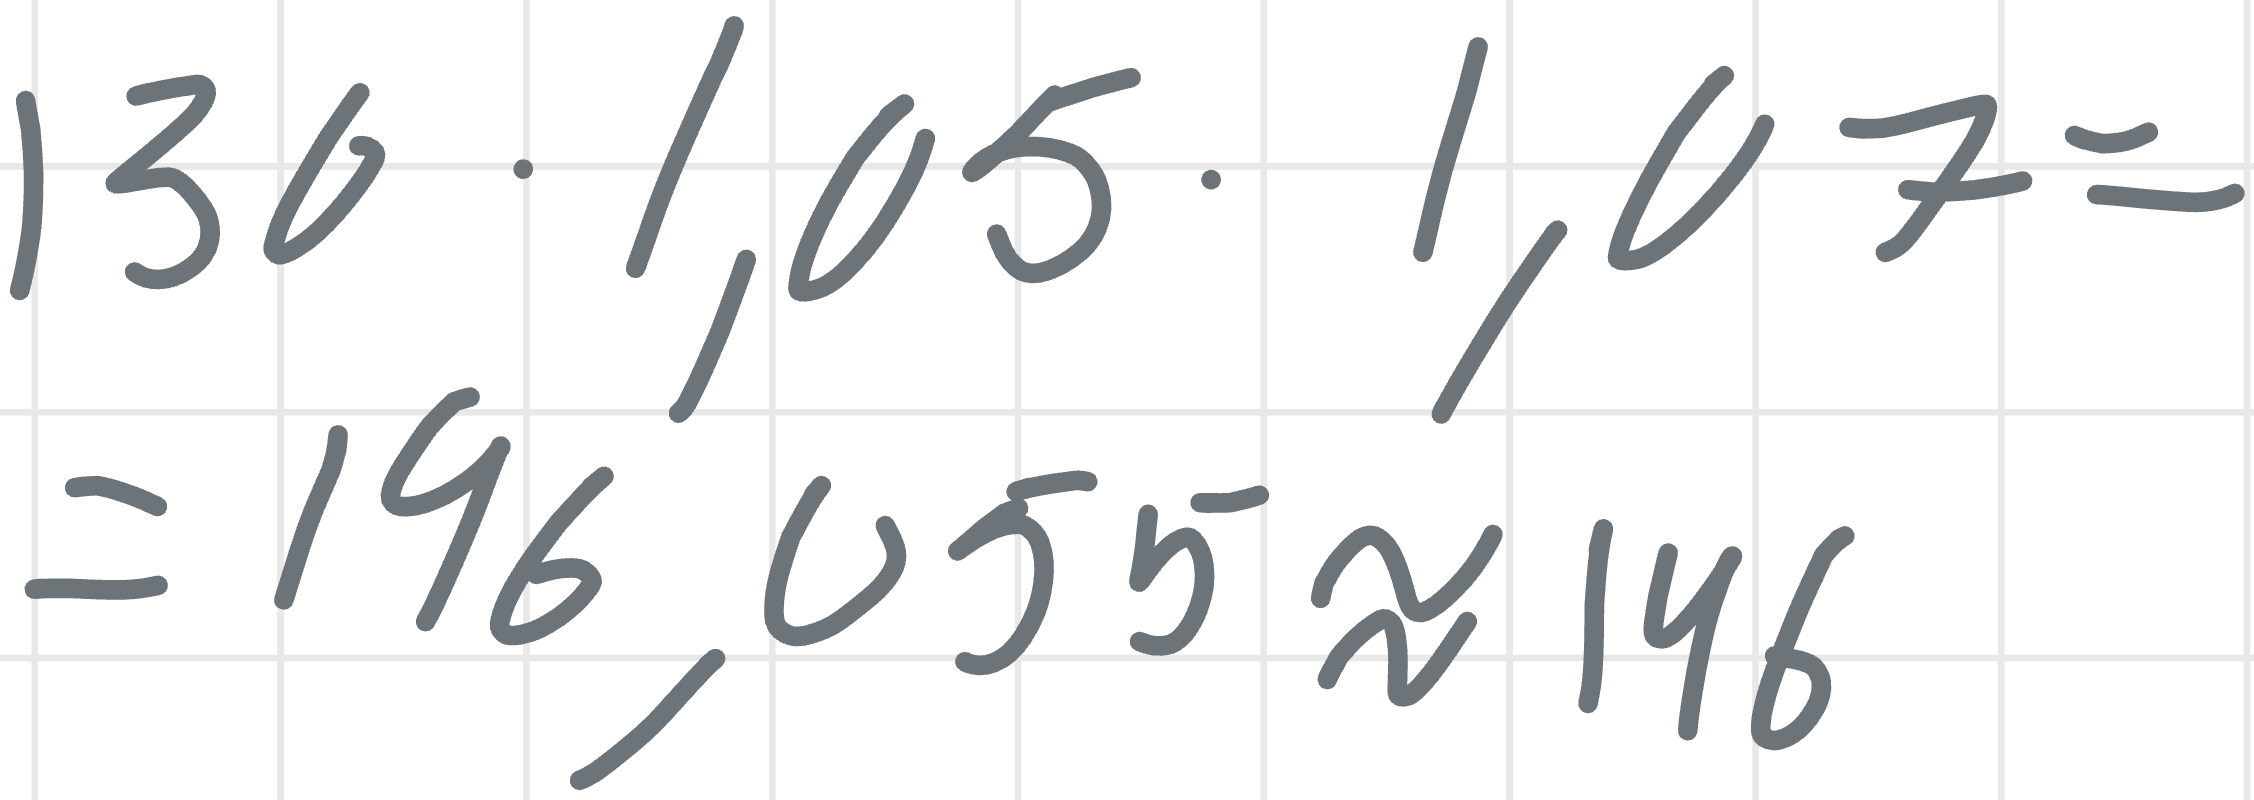 130 · 1,05 · 1,07 =
= 146,055 ≈ 146